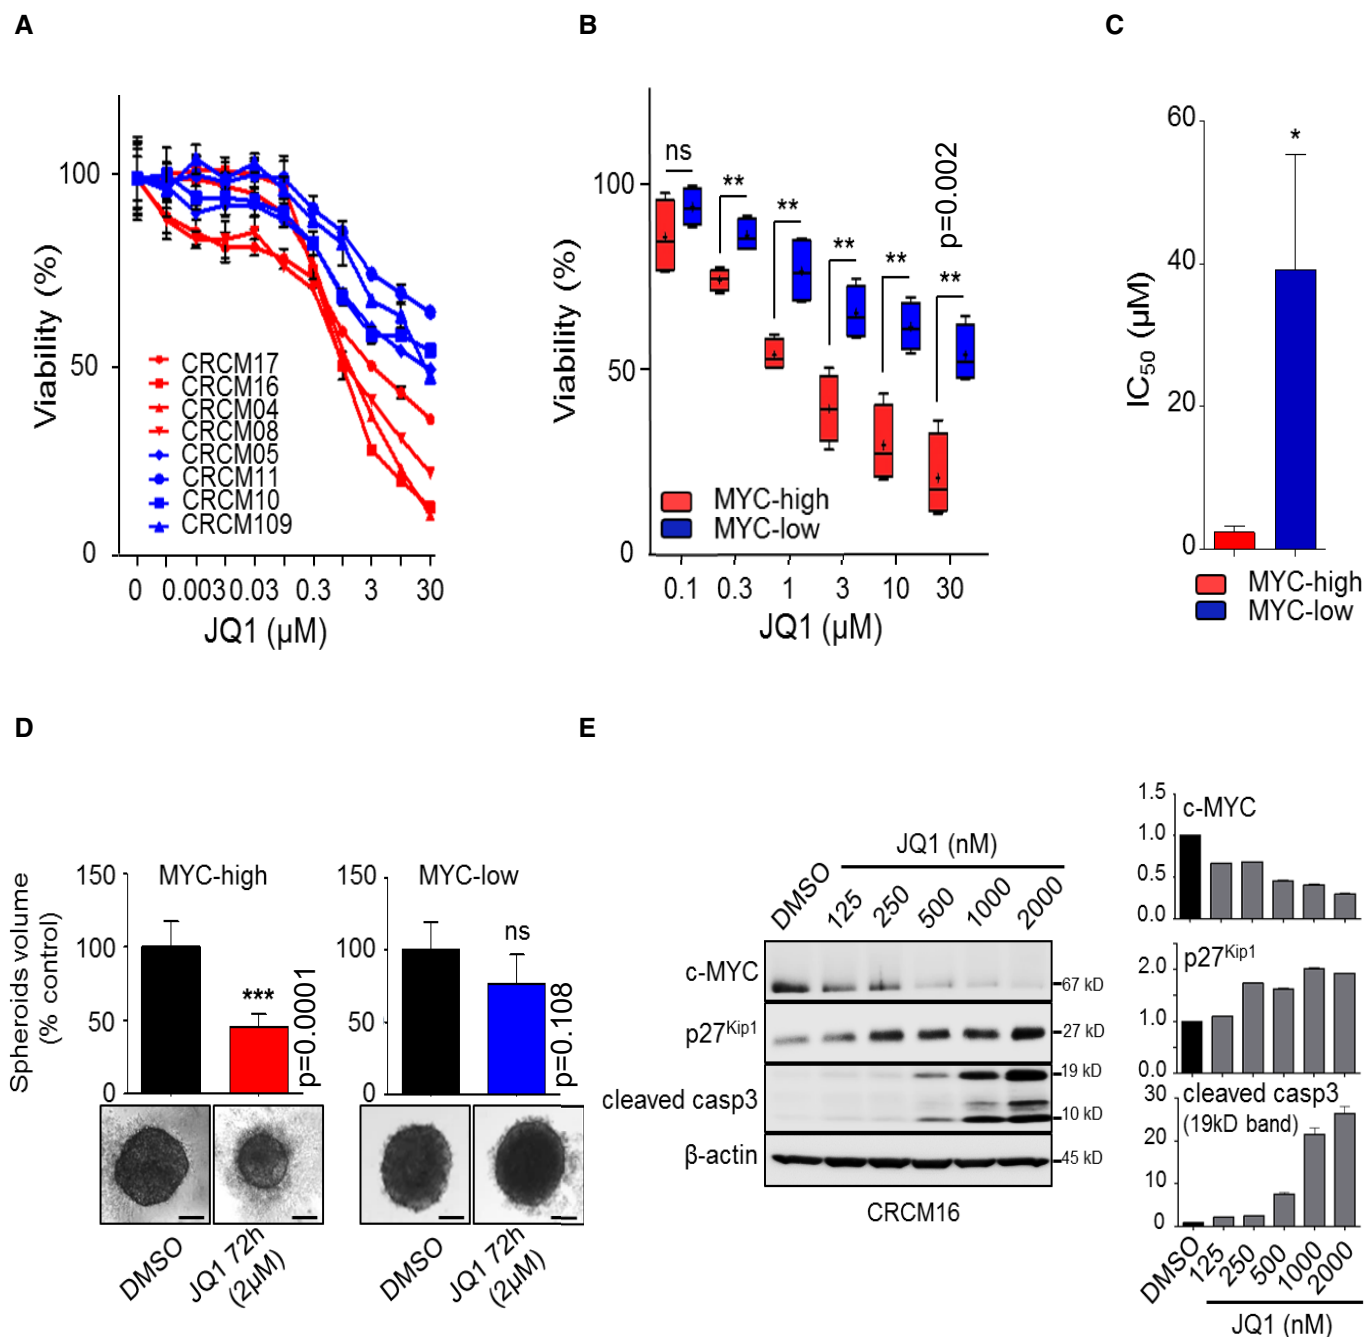 A
B
C
Viability (%)
100
50
0
CRCM17
CRCM16
CRCM04
CRCM08
CRCM05
CRCM11
CRCM10
CRCM109
0 0.003 0.03 0.3 3 30
JQ1 (µM)
Viability (%)
100
50
0
ns
**
**
**
**
**
p=0.002
MYC-high
MYC-low
0.1 0.3 1 3 10 30
JQ1 (µM)
IC50 (µM)
60
40
20
0
*
MYC-high
MYC-low
D
E
Spheroids volume
(% control)
150
100
50
0
MYC-high
***
p=0.0001
150
100
50
0
MYC-low
ns
p=0.108
DMSO
JQ1 72h
(2µM)
DMSO
JQ1 72h
(2µM)
JQ1 (nM)
DMSO 125 250 500 1000 2000
c-MYC
67 kD
p27Kip1
27 kD
cleaved casp3
19 kD
10 kD
β-actin
45 kD
CRCM16
1.5
1.0
0.5
0.0
c-MYC
2.0
1.0
0.0
p27Kip1
30
20
10
0
cleaved casp3
(19kD band)
DMSO 125 250 500 1000 2000
JQ1 (nM)